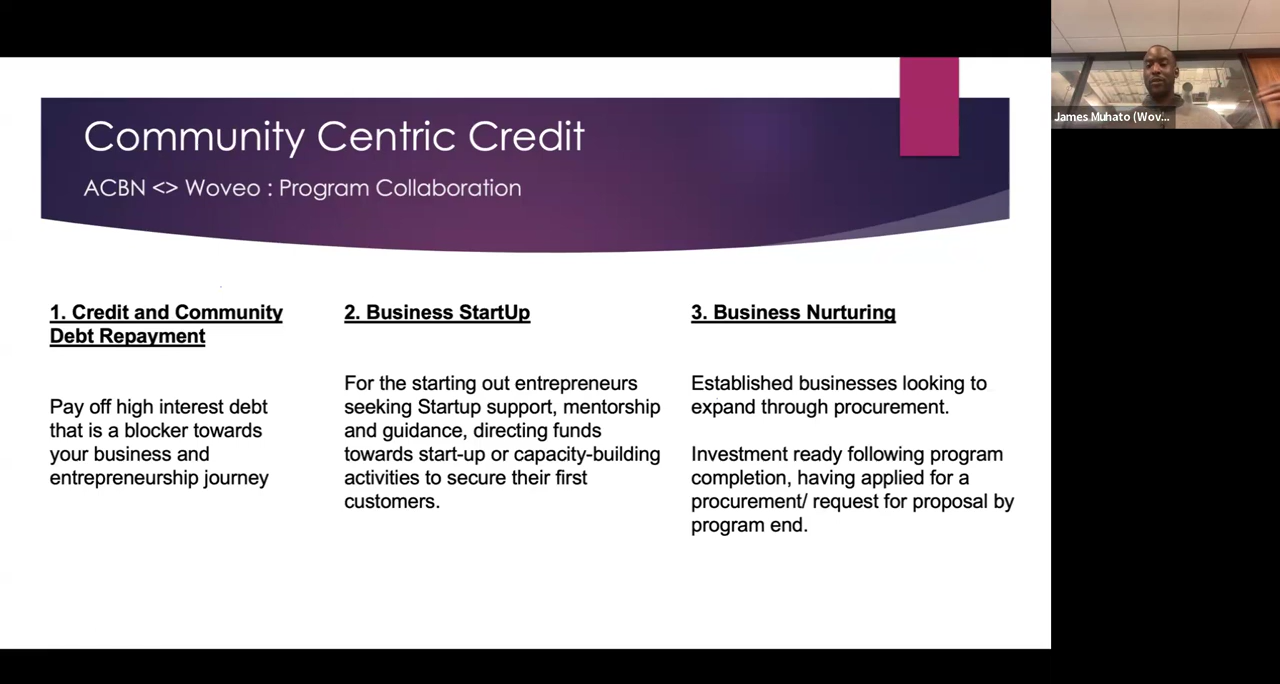 Community Centric Credit
ACBN <> Woveo : Program Collaboration
1. Credit and Community
Debt Repayment
Pay off high interest debt
that is a blocker towards
your business and
entrepreneurship journey
2. Business StartUp
For the starting out entrepreneurs
seeking Startup support, mentorship
and guidance, directing funds
towards start-up or capacity-building
activities to secure their first
customers.
3. Business Nurturing
Established businesses looking to
expand through procurement.
Investment ready following program
completion, having applied for a
procurement/ request for proposal by
program end.
James Muhato (Wov...